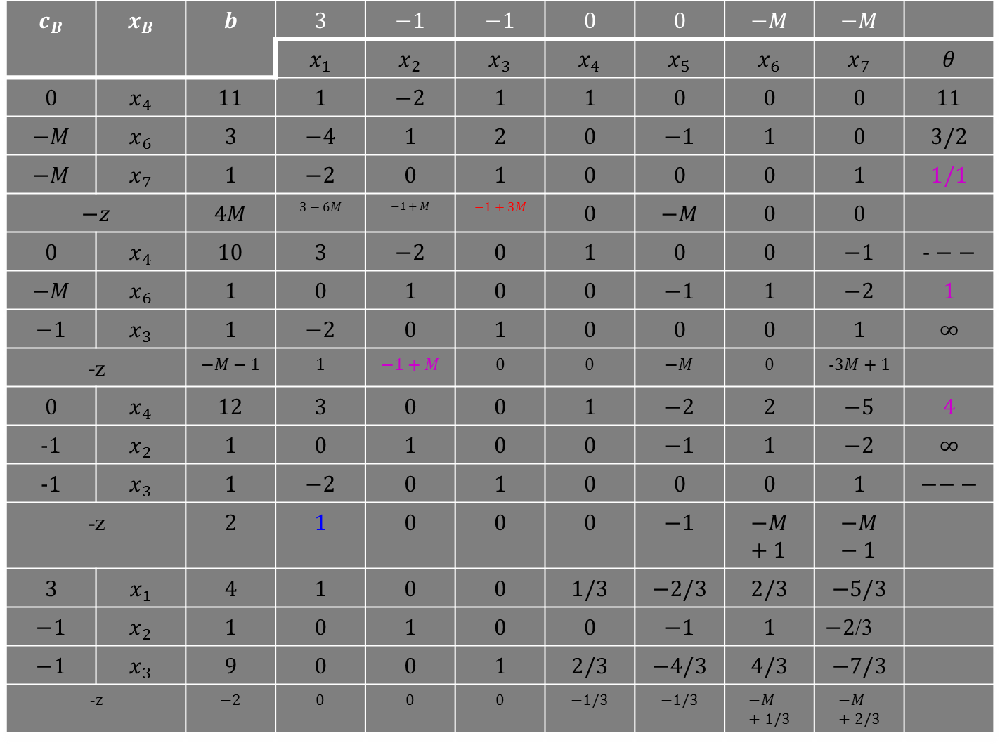 c_B x_B b 3 −1 −1 0 0 −M −M
x_1 x_2 x_3 x_4 x_5 x_6 x_7 θ
0 x_4 11 1 −2 1 1 0 0 0 11
−M x_6 3 −4 1 2 0 −1 1 0 3/2
−M x_7 1 −2 0 1 0 0 0 1 1/1
−z 4M 3 − 6M −1 + M −1 + 3M 0 −M 0 0
0 x_4 10 3 −2 0 1 0 0 −1 - − −
−M x_6 1 0 1 0 0 −1 1 −2 1
−1 x_3 1 −2 0 1 0 0 0 1 ∞
-z −M − 1 1 −1 + M 0 0 −M 0 -3M + 1
0 x_4 12 3 0 0 1 −2 2 −5 4
-1 x_2 1 0 1 0 0 −1 1 −2 ∞
-1 x_3 1 −2 0 1 0 0 0 1 −− −
-z 2 1 0 0 0 −1 −M −M
+ 1 − 1
3 x_1 4 1 0 0 1/3 −2/3 2/3 −5/3
−1 x_2 1 0 1 0 0 −1 1 −2/3
−1 x_3 9 0 0 1 2/3 −4/3 4/3 −7/3
-z −2 0 0 0 −1/3 −1/3 −M −M
+ 1/3 + 2/3